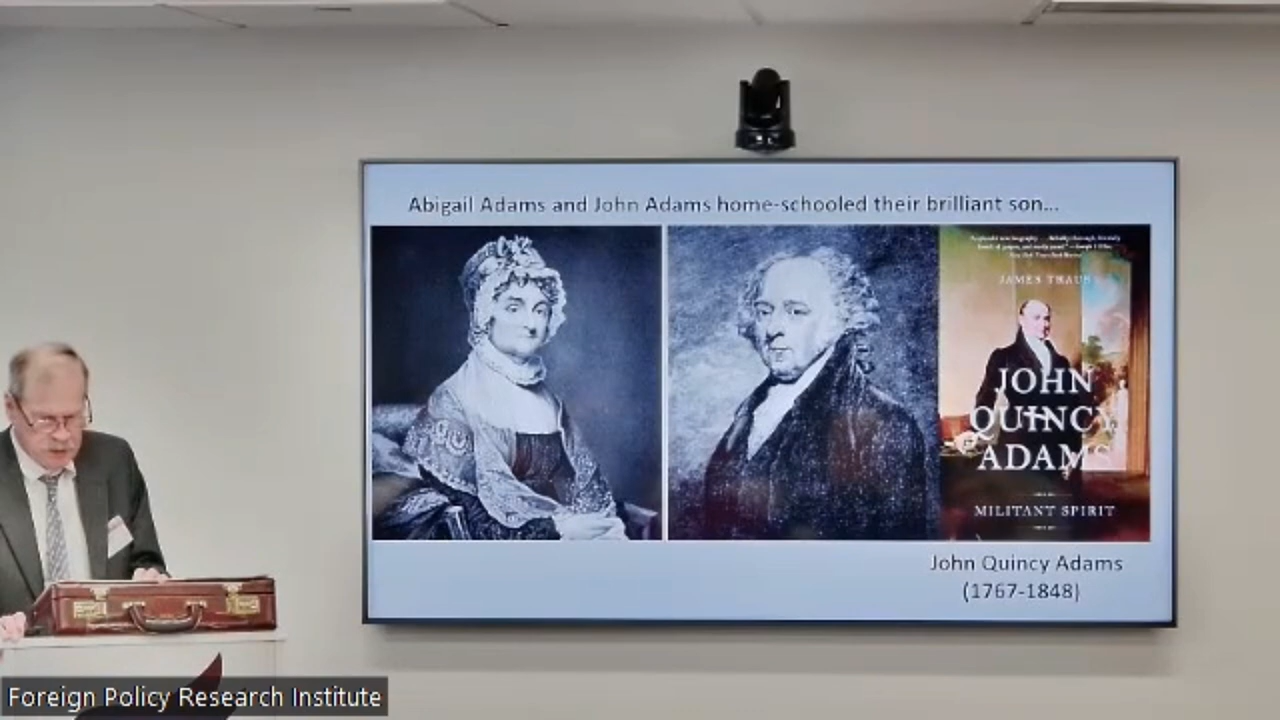 Abigail Adams and John Adams home-schooled their brilliant son...
JAMES TRAUB
JOHN
QUINCY
ADAMS
MILITANT SPIRIT
John Quincy Adams
(1767-1848)
Foreign Policy Research Institute